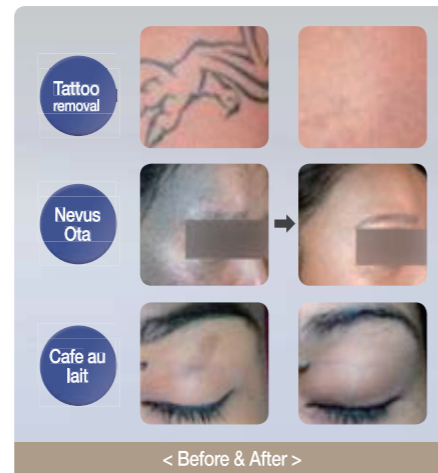 Tattoo
removal
Nevus
Ota
Cafe au
lait
< Before & After >